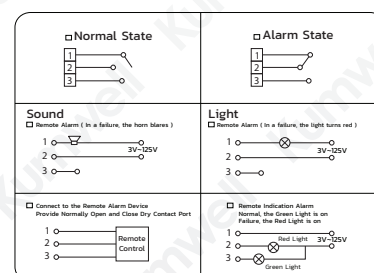 Normal State
1
2
3
Alarm State
1
2
3
Sound
Remote Alarm ( In a failure, the horn blares )
1
3V~125V
2
3
Light
Remote Alarm ( In a failure, the light turns red )
1
3V~125V
2
3
Connect to the Remote Alarm Device
Provide Normally Open and Close Dry Contact Port
1
2
3
Remote
Control
Remote Indication Alarm
Normal, the Green Light is on
Failure, the Red Light is on
1
Red Light
3V~125V
2
3
Green Light
Kumwell